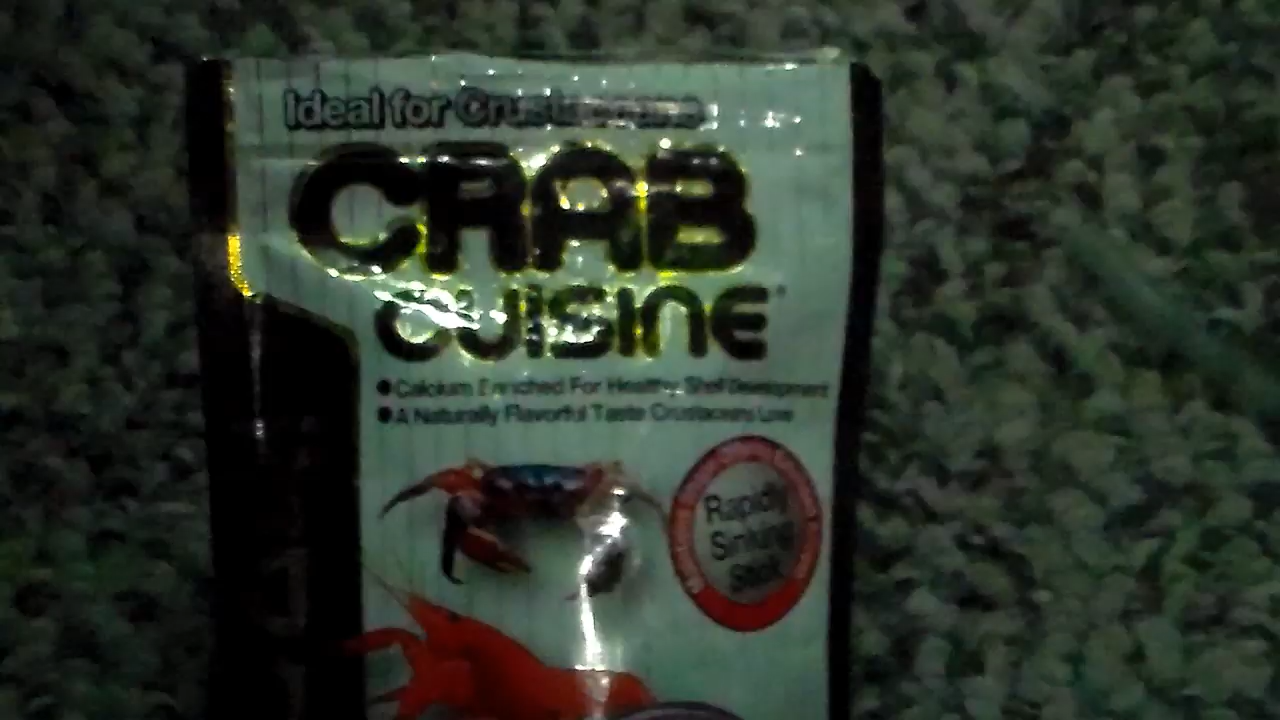 Ideal for Crustaceans
CRAB
CUISINE
● Calcium Enriched For Healthy Shell Development
● A Naturally Flavorful Taste Crustaceans Love
Rapidly
Sinking
Stick